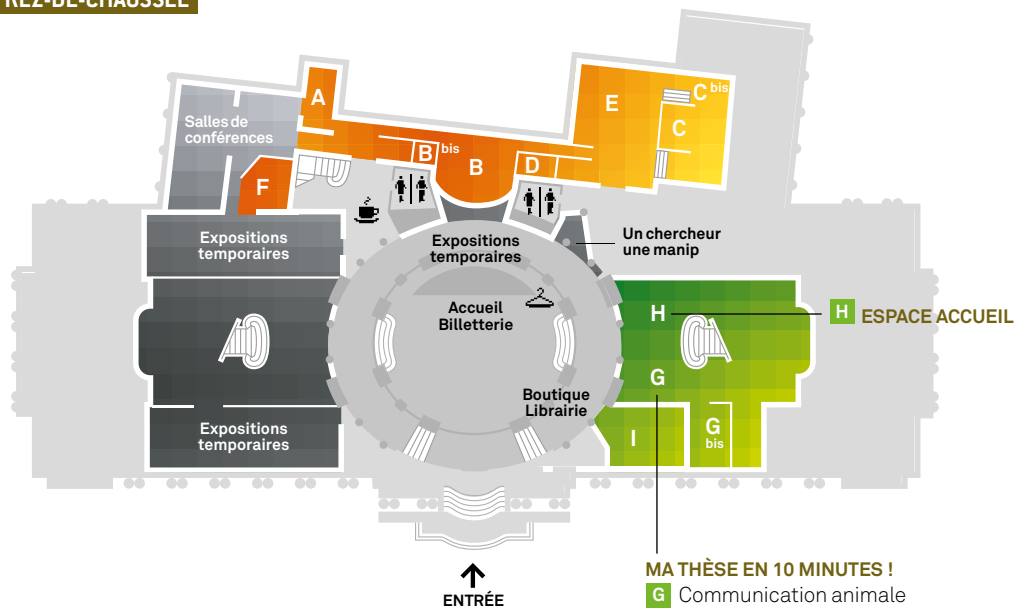 REZ-DE-CHAUSSÉE
A
E
C bis
Salles de
conférences
C
B bis
B
D
F
Expositions
temporaires
Expositions
temporaires
Un chercheur
une manip
Accueil
Billetterie
H
H ESPACE ACCUEIL
G
Boutique
Librairie
Expositions
temporaires
I
G
bis
MA THÈSE EN 10 MINUTES !
G Communication animale
ENTRÉE